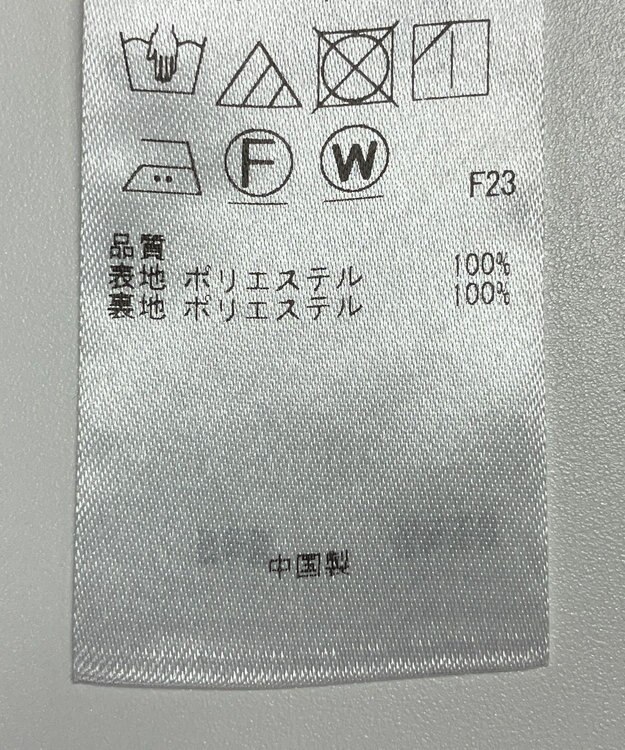 F W F23
品質
表地 ポリエステル 100%
裏地 ポリエステル 100%
中国製